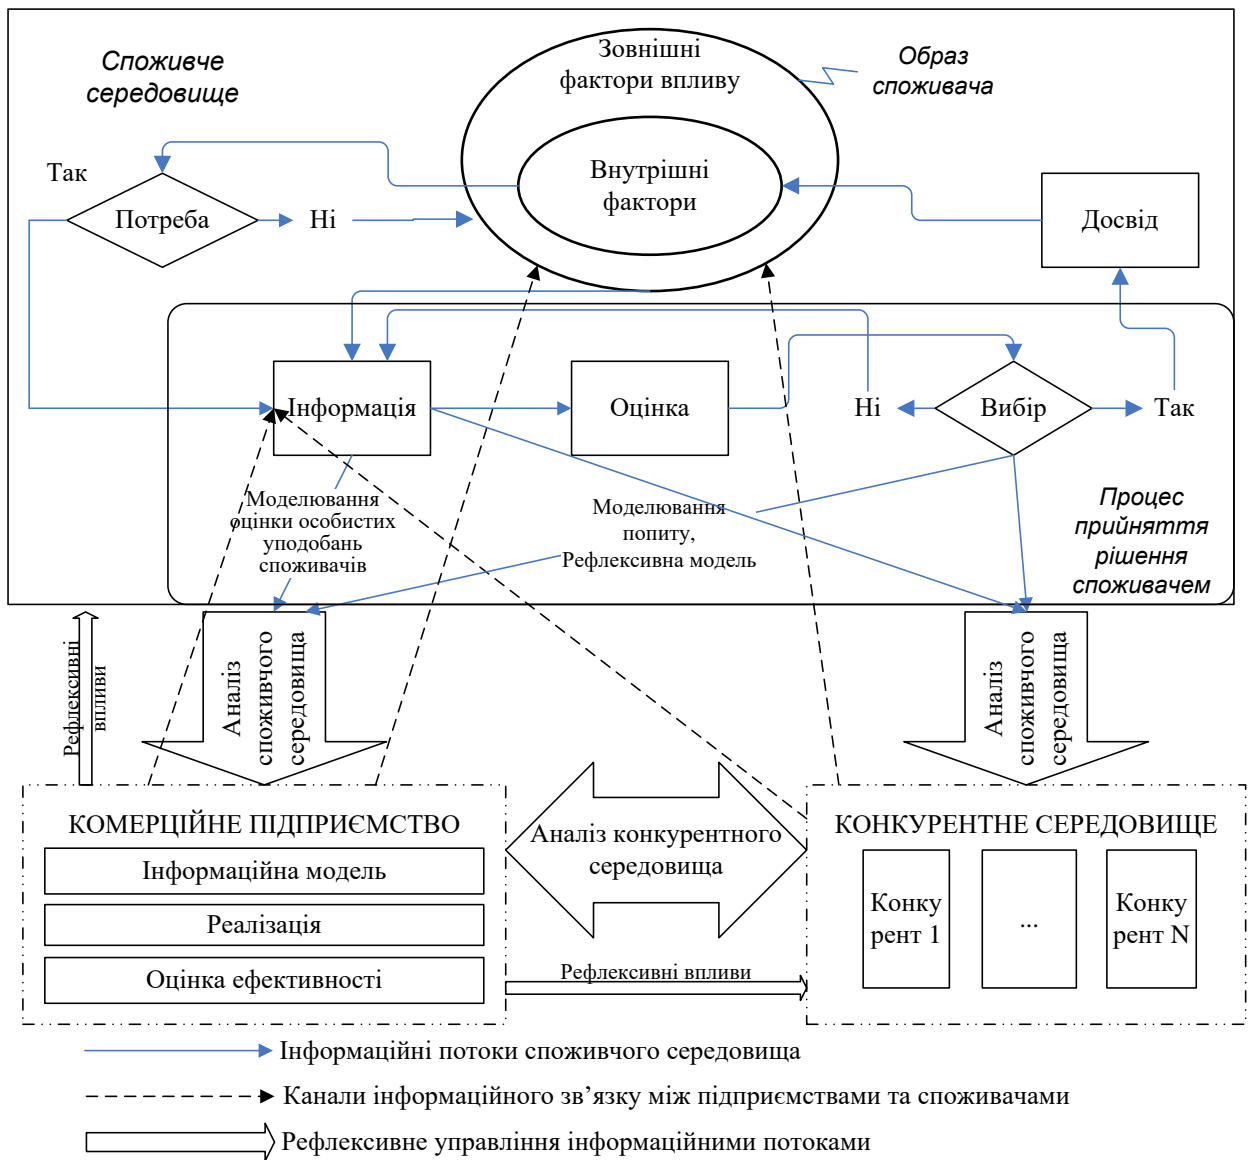 Споживче
середовище
Зовнішні
фактори впливу
Образ
споживача
Внутрішні
фактори
Так
Потреба
Ні
Досвід
Інформація
Оцінка
Ні
Вибір
Так
Моделювання
оцінки особистих
уподобань
споживачів
Моделювання
попиту,
Рефлексивна модель
Процес
прийняття
рішення
споживачем
Рефлексивні
впливи
Аналіз
споживчого
середовища
Аналіз
споживчого
середовища
КОМЕРЦІЙНЕ ПІДПРИЄМСТВО
Інформаційна модель
Реалізація
Оцінка ефективності
Аналіз конкурентного
середовища
Рефлексивні впливи
КОНКУРЕНТНЕ СЕРЕДОВИЩЕ
Конку
рент 1
...
Конку
рент N
Інформаційні потоки споживчого середовища
Канали інформаційного зв’язку між підприємствами та споживачами
Рефлексивне управління інформаційними потоками